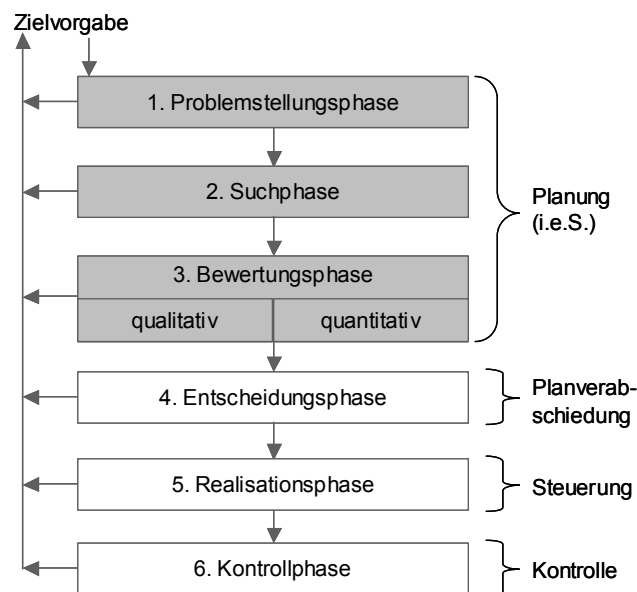 Zielvorgabe
1. Problemstellungsphase
2. Suchphase
Planung
(i.e.S.)
3. Bewertungsphase
qualitativ
quantitativ
4. Entscheidungsphase
Planverab-
schiedung
5. Realisationsphase
Steuerung
6. Kontrollphase
Kontrolle